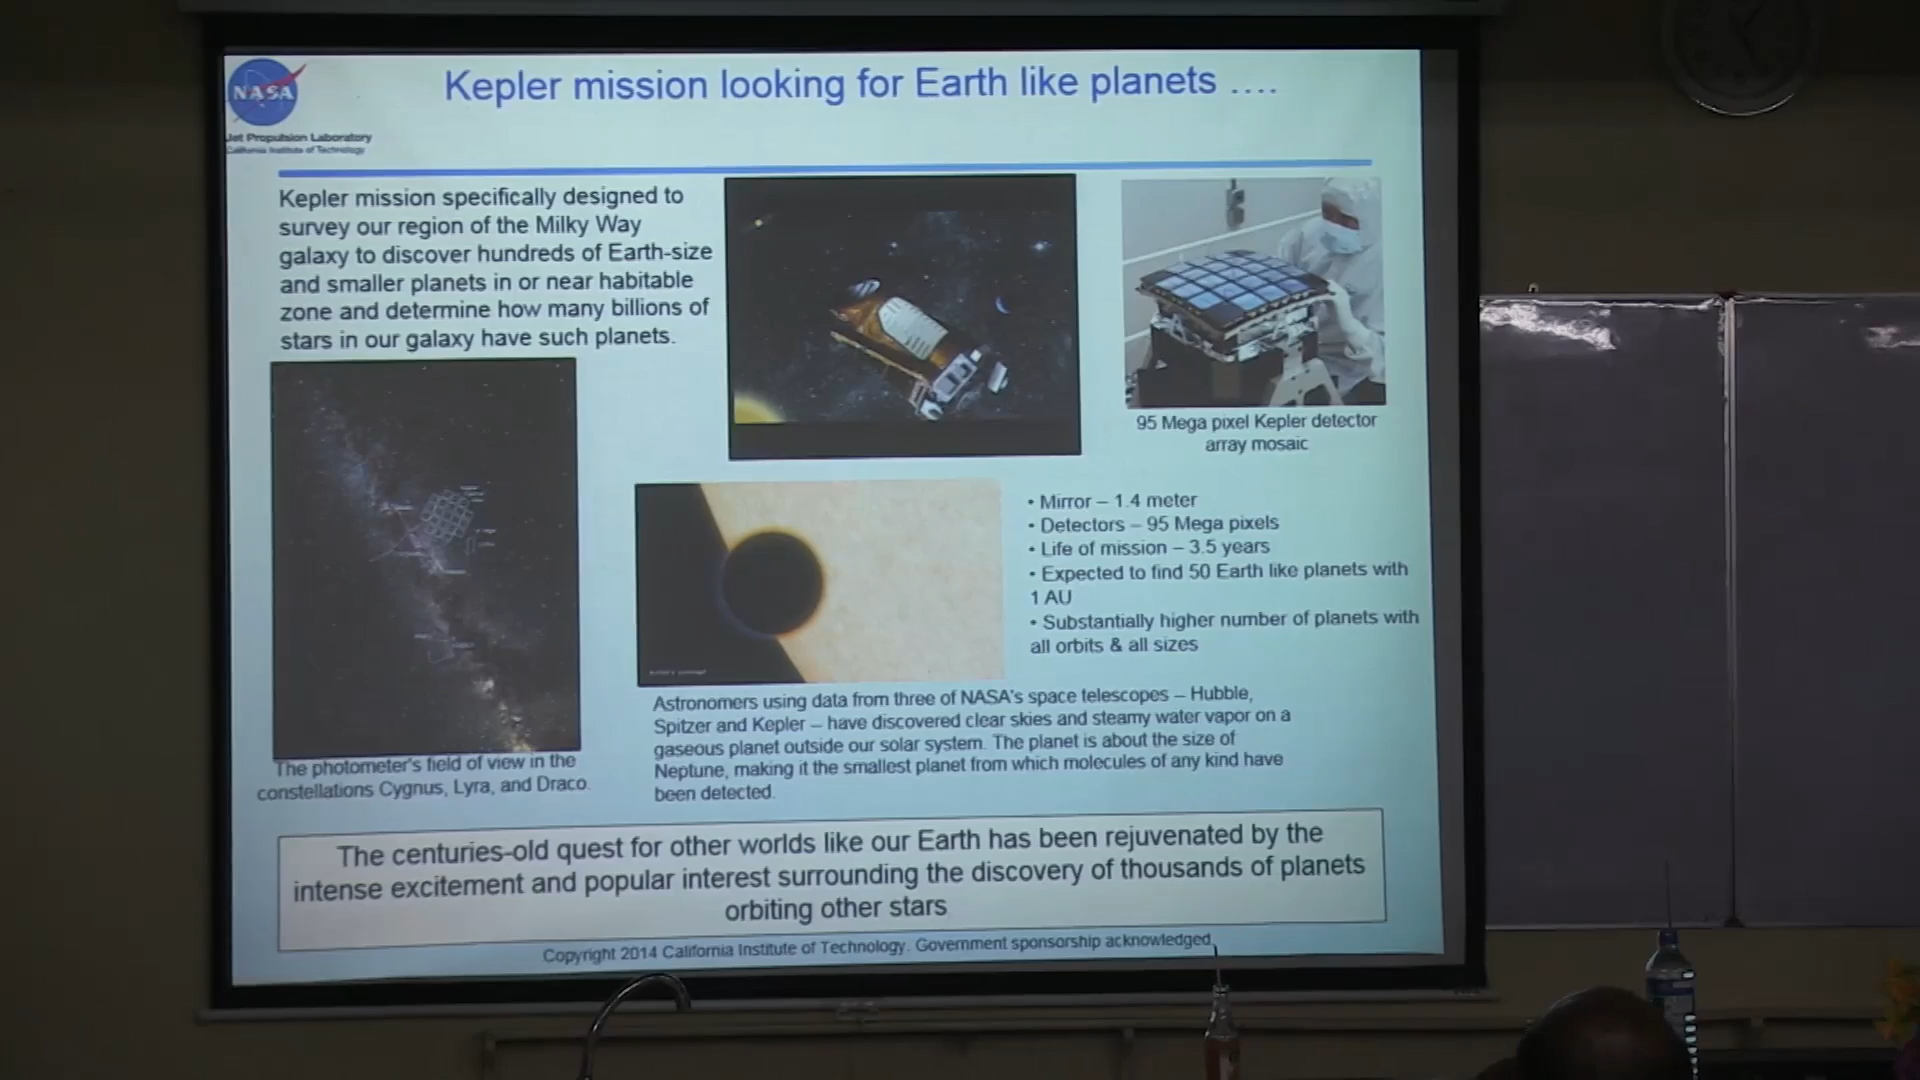 NASA
Jet Propulsion Laboratory
California Institute of Technology
Kepler mission looking for Earth like planets ....
Kepler mission specifically designed to
survey our region of the Milky Way
galaxy to discover hundreds of Earth-size
and smaller planets in or near habitable
zone and determine how many billions of
stars in our galaxy have such planets.
95 Mega pixel Kepler detector
array mosaic
• Mirror – 1.4 meter
• Detectors – 95 Mega pixels
• Life of mission – 3.5 years
• Expected to find 50 Earth like planets with
1 AU
• Substantially higher number of planets with
all orbits & all sizes
The photometer's field of view in the
constellations Cygnus, Lyra, and Draco.
Astronomers using data from three of NASA's space telescopes – Hubble,
Spitzer and Kepler – have discovered clear skies and steamy water vapor on a
gaseous planet outside our solar system. The planet is about the size of
Neptune, making it the smallest planet from which molecules of any kind have
been detected.
The centuries-old quest for other worlds like our Earth has been rejuvenated by the
intense excitement and popular interest surrounding the discovery of thousands of planets
orbiting other stars
Copyright 2014 California Institute of Technology. Government sponsorship acknowledged.